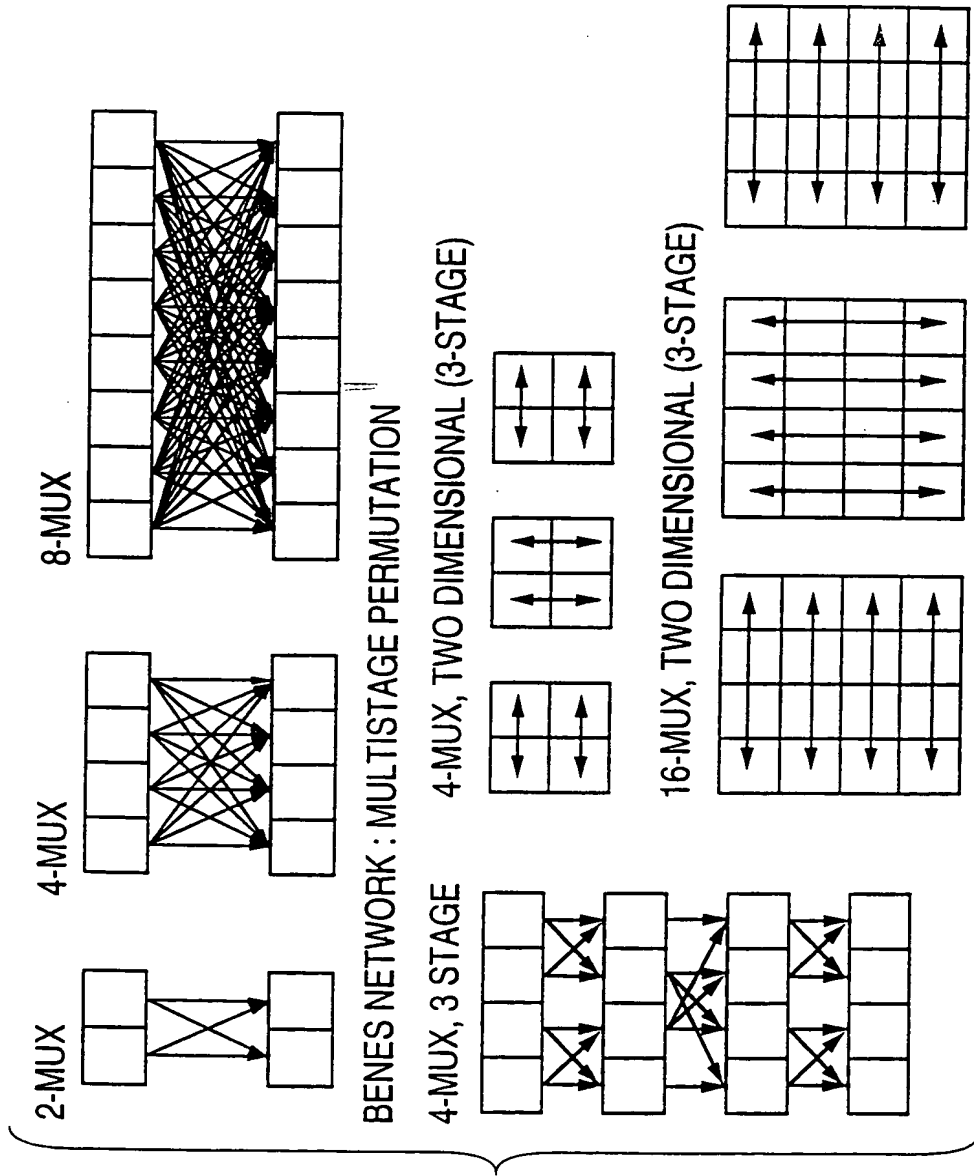 2-MUX
4-MUX
8-MUX
BENES NETWORK : MULTISTAGE PERMUTATION
4-MUX, 3 STAGE
4-MUX, TWO DIMENSIONAL (3-STAGE)
16-MUX, TWO DIMENSIONAL (3-STAGE)